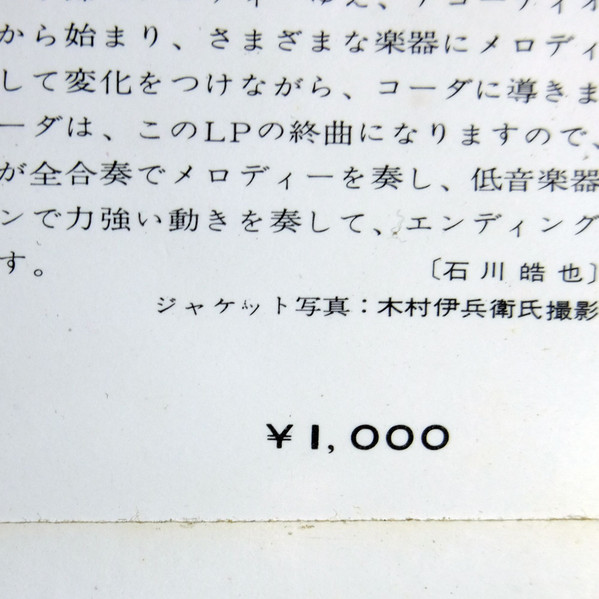 から始まり、さまざまな楽器にメロディ
して変化をつけながら、コーダに導きま
ーダは、このLPの終曲になりますので、
が全合奏でメロディーを奏し、低音楽器
ンで力強い動きを奏して、エンディング
す。
〔石川皓也〕
ジャケット写真：木村伊兵衛氏撮影
¥1,000